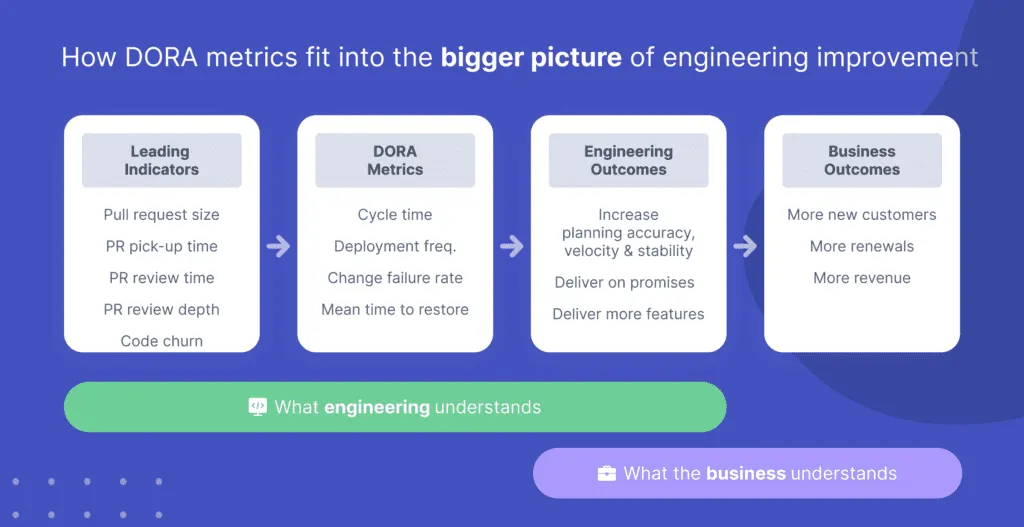 How DORA metrics fit into the bigger picture of engineering improvement
Leading
Indicators
Pull request size
PR pick-up time
PR review time
PR review depth
Code churn
DORA
Metrics
Cycle time
Deployment freq.
Change failure rate
Mean time to restore
Engineering
Outcomes
Increase
planning accuracy,
velocity & stability
Deliver on promises
Deliver more features
Business
Outcomes
More new customers
More renewals
More revenue
What engineering understands
What the business understands